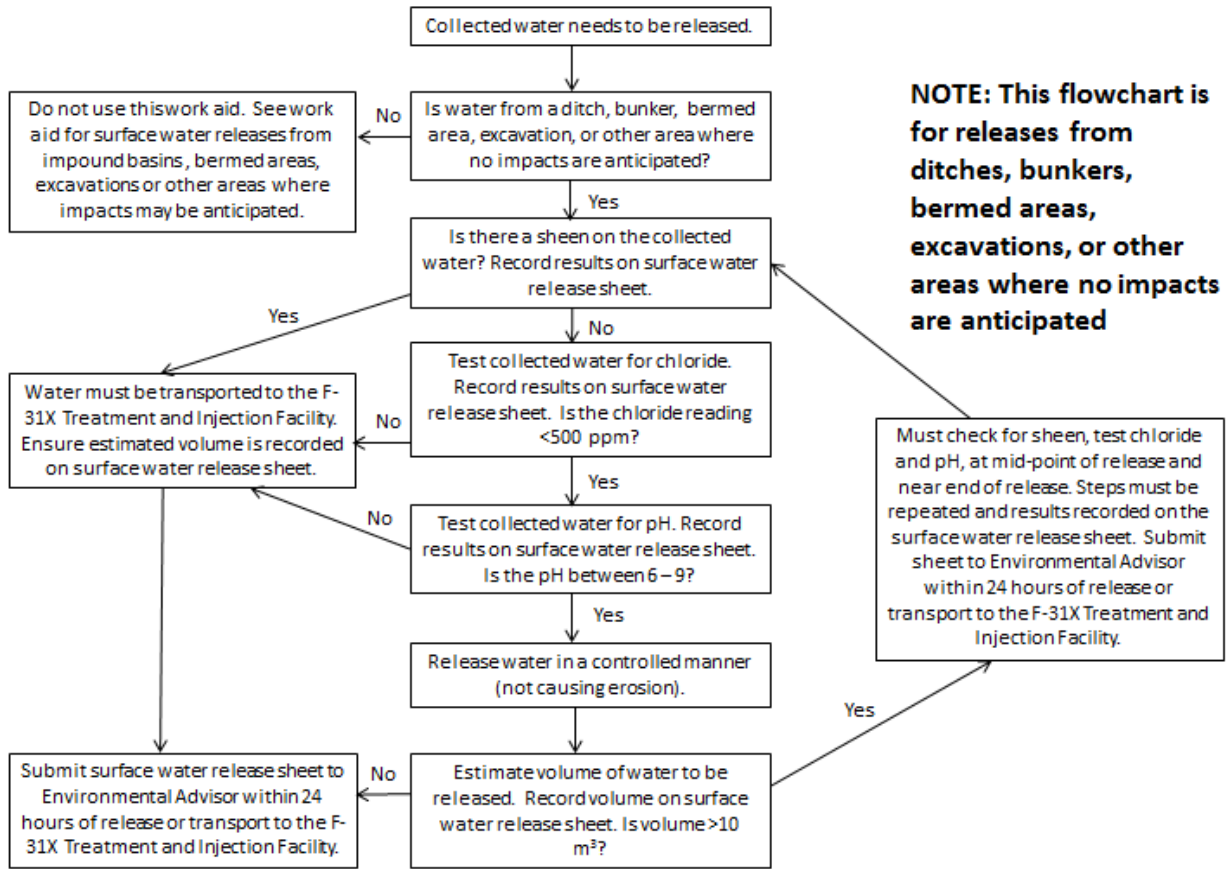 Collected water needs to be released.
Do not use thiswork aid. See work
aid for surface water releases from
impound basins, bermed areas,
excavations or other areas where
impacts may be anticipated.
No
Is water from a ditch, bunker, bermed
area, excavation, or other area where
no impacts are anticipated?
NOTE: This flowchart is
for releases from
ditches, bunkers,
bermed areas,
excavations, or other
areas where no impacts
are anticipated
Yes
Is there a sheen on the collected
water? Record results on surface water
release sheet.
Yes
No
Test collected water for chloride.
Record results on surface water
release sheet. Is the chloride reading
<500 ppm?
Water must be transported to the F-
31X Treatment and Injection Facility.
Ensure estimated volume is recorded
on surface water release sheet.
No
Yes
No
Test collected water for pH. Record
results on surface water release sheet.
Is the pH between 6 – 9?
Must check for sheen, test chloride
and pH, at mid-point of release and
near end of release. Steps must be
repeated and results recorded on the
surface water release sheet. Submit
sheet to Environmental Advisor
within 24 hours of release or
transport to the F-31X Treatment and
Injection Facility.
Yes
Release water in a controlled manner
(not causing erosion).
Yes
Submit surface water release sheet to
Environmental Advisor within 24
hours of release or transport to the F-
31X Treatment and Injection Facility.
No
Estimate volume of water to be
released. Record volume on surface
water release sheet. Is volume >10
m³?